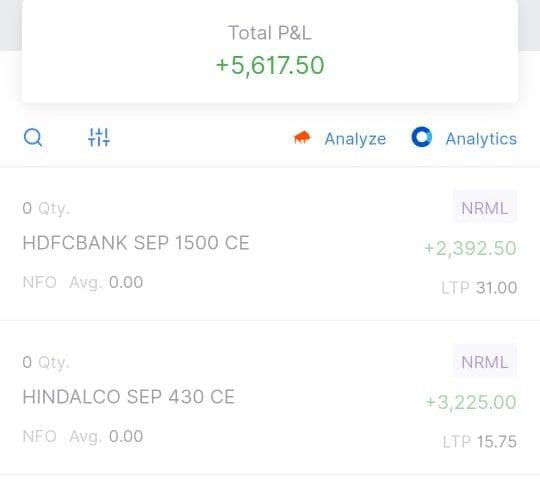 Total P&L
+5,617.50
Analyze Analytics
0 Qty. NRML
HDFCBANK SEP 1500 CE +2,392.50
NFO Avg. 0.00 LTP 31.00
0 Qty. NRML
HINDALCO SEP 430 CE +3,225.00
NFO Avg. 0.00 LTP 15.75